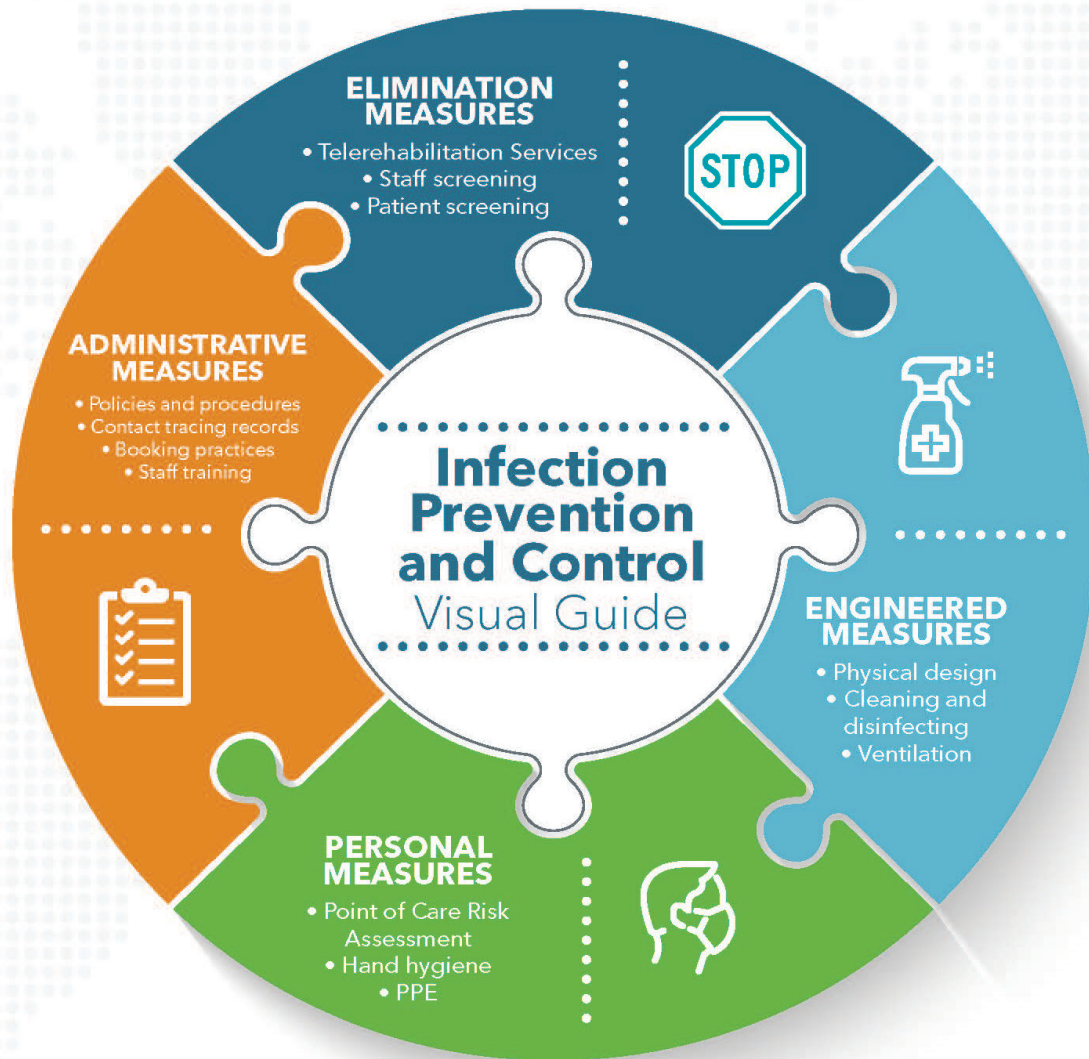 ELIMINATION
MEASURES
• Telerehabilitation Services
• Staff screening
• Patient screening
STOP
ADMINISTRATIVE
MEASURES
• Policies and procedures
• Contact tracing records
• Booking practices
• Staff training
Infection
Prevention
and Control
Visual Guide
ENGINEERED
MEASURES
• Physical design
• Cleaning and
disinfecting
• Ventilation
PERSONAL
MEASURES
• Point of Care Risk
Assessment
• Hand hygiene
• PPE